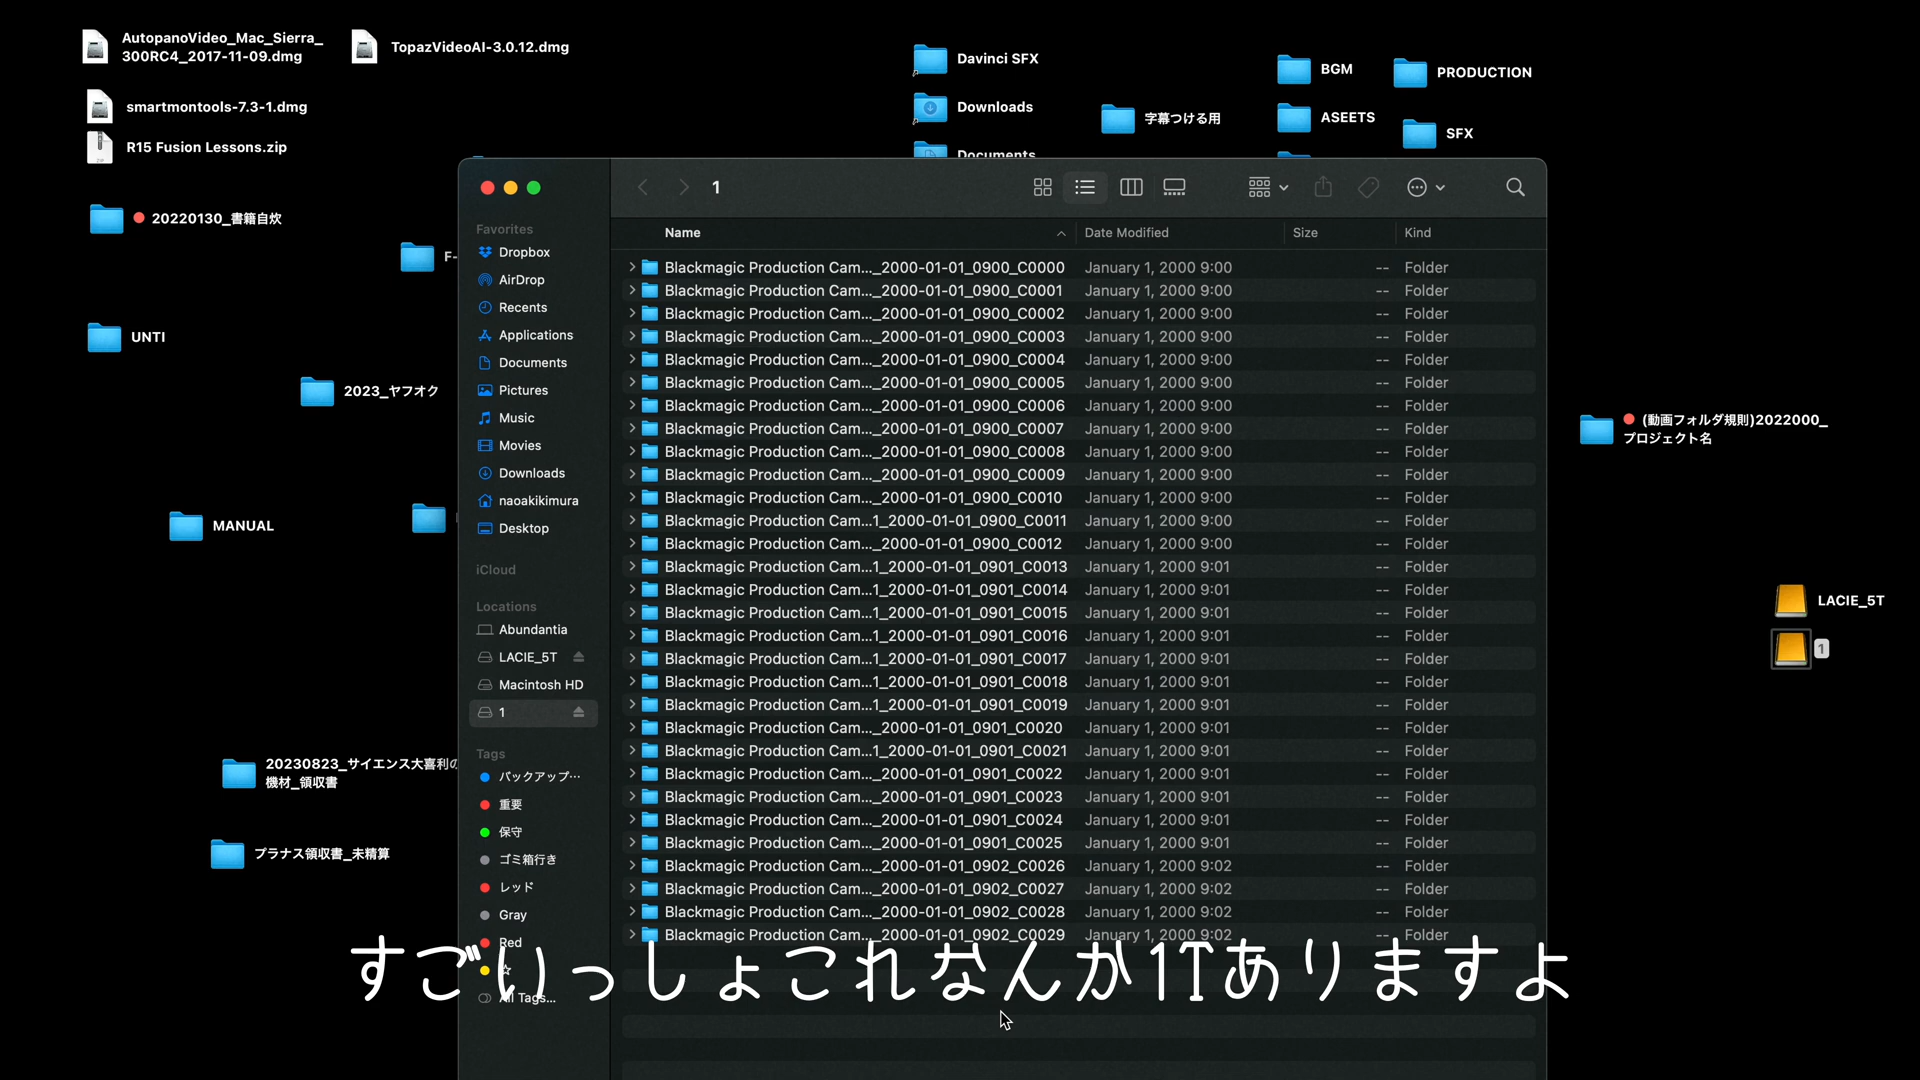 AutopanoVideo_Mac_Sierra_
300RC4_2017-11-09.dmg
TopazVideoAI-3.0.12.dmg
smartmontools-7.3-1.dmg
R15 Fusion Lessons.zip
20220130_書籍自炊
F-
UNTI
2023_ヤフオク
MANUAL
20230823_サイエンス大喜利の
機材_領収書
プラナス領収書_未精算
Davinci SFX
Downloads
Documents
字幕つける用
BGM
PRODUCTION
ASEETS
SFX
(動画フォルダ規則)2022000_
プロジェクト名
LACIE_5T
1
1
Favorites
Dropbox
AirDrop
Recents
Applications
Documents
Pictures
Music
Movies
Downloads
naoakikimura
Desktop
iCloud
Locations
Abundantia
LACIE_5T
Macintosh HD
1
Tags
バックアップ…
重要
保守
ゴミ箱行き
レッド
Gray
Red
☆
All Tags...
Name Date Modified Size Kind
Blackmagic Production Cam..._2000-01-01_0900_C0000 January 1, 2000 9:00 -- Folder
Blackmagic Production Cam..._2000-01-01_0900_C0001 January 1, 2000 9:00 -- Folder
Blackmagic Production Cam..._2000-01-01_0900_C0002 January 1, 2000 9:00 -- Folder
Blackmagic Production Cam..._2000-01-01_0900_C0003 January 1, 2000 9:00 -- Folder
Blackmagic Production Cam..._2000-01-01_0900_C0004 January 1, 2000 9:00 -- Folder
Blackmagic Production Cam..._2000-01-01_0900_C0005 January 1, 2000 9:00 -- Folder
Blackmagic Production Cam..._2000-01-01_0900_C0006 January 1, 2000 9:00 -- Folder
Blackmagic Production Cam..._2000-01-01_0900_C0007 January 1, 2000 9:00 -- Folder
Blackmagic Production Cam..._2000-01-01_0900_C0008 January 1, 2000 9:00 -- Folder
Blackmagic Production Cam..._2000-01-01_0900_C0009 January 1, 2000 9:00 -- Folder
Blackmagic Production Cam..._2000-01-01_0900_C0010 January 1, 2000 9:00 -- Folder
Blackmagic Production Cam...1_2000-01-01_0900_C0011 January 1, 2000 9:00 -- Folder
Blackmagic Production Cam..._2000-01-01_0900_C0012 January 1, 2000 9:00 -- Folder
Blackmagic Production Cam...1_2000-01-01_0901_C0013 January 1, 2000 9:01 -- Folder
Blackmagic Production Cam...1_2000-01-01_0901_C0014 January 1, 2000 9:01 -- Folder
Blackmagic Production Cam...1_2000-01-01_0901_C0015 January 1, 2000 9:01 -- Folder
Blackmagic Production Cam...1_2000-01-01_0901_C0016 January 1, 2000 9:01 -- Folder
Blackmagic Production Cam...1_2000-01-01_0901_C0017 January 1, 2000 9:01 -- Folder
Blackmagic Production Cam...1_2000-01-01_0901_C0018 January 1, 2000 9:01 -- Folder
Blackmagic Production Cam...1_2000-01-01_0901_C0019 January 1, 2000 9:01 -- Folder
Blackmagic Production Cam..._2000-01-01_0901_C0020 January 1, 2000 9:01 -- Folder
Blackmagic Production Cam...1_2000-01-01_0901_C0021 January 1, 2000 9:01 -- Folder
Blackmagic Production Cam..._2000-01-01_0901_C0022 January 1, 2000 9:01 -- Folder
Blackmagic Production Cam..._2000-01-01_0901_C0023 January 1, 2000 9:01 -- Folder
Blackmagic Production Cam..._2000-01-01_0901_C0024 January 1, 2000 9:01 -- Folder
Blackmagic Production Cam..._2000-01-01_0901_C0025 January 1, 2000 9:01 -- Folder
Blackmagic Production Cam..._2000-01-01_0902_C0026 January 1, 2000 9:02 -- Folder
Blackmagic Production Cam..._2000-01-01_0902_C0027 January 1, 2000 9:02 -- Folder
Blackmagic Production Cam..._2000-01-01_0902_C0028 January 1, 2000 9:02 -- Folder
Blackmagic Production Cam..._2000-01-01_0902_C0029 January 1, 2000 9:02 -- Folder
すごいっしょこれなんか1Tありますよ